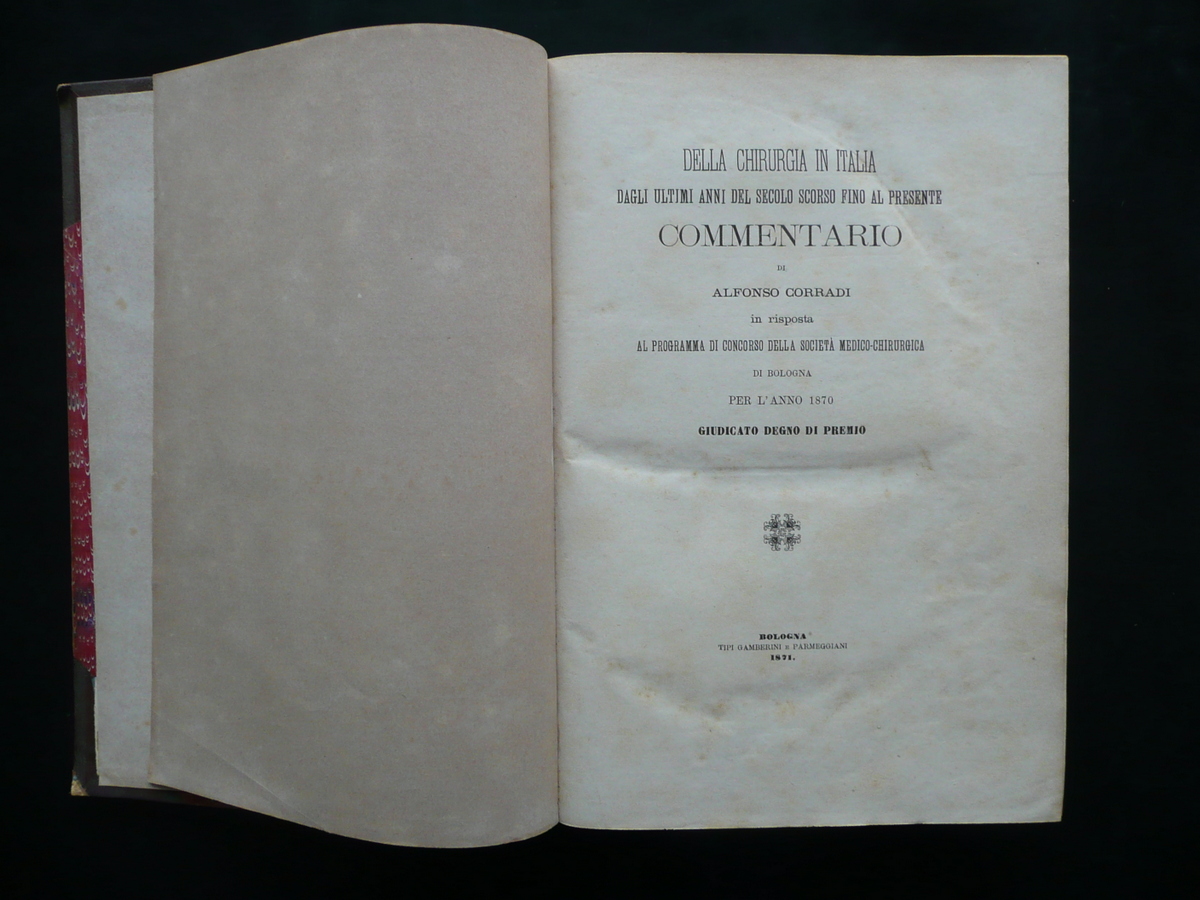 DELLA CHIRURGIA IN ITALIA
DAGLI ULTIMI ANNI DEL SECOLO SCORSO FINO AL PRESENTE
COMMENTARIO
DI
ALFONSO CORRADI
in risposta
AL PROGRAMMA DI CONCORSO DELLA SOCIETÀ MEDICO-CHIRURGICA
DI BOLOGNA
PER L'ANNO 1870
GIUDICATO DEGNO DI PREMIO
BOLOGNA
TIPI GAMBERINI E PARMEGGIANI
1871.